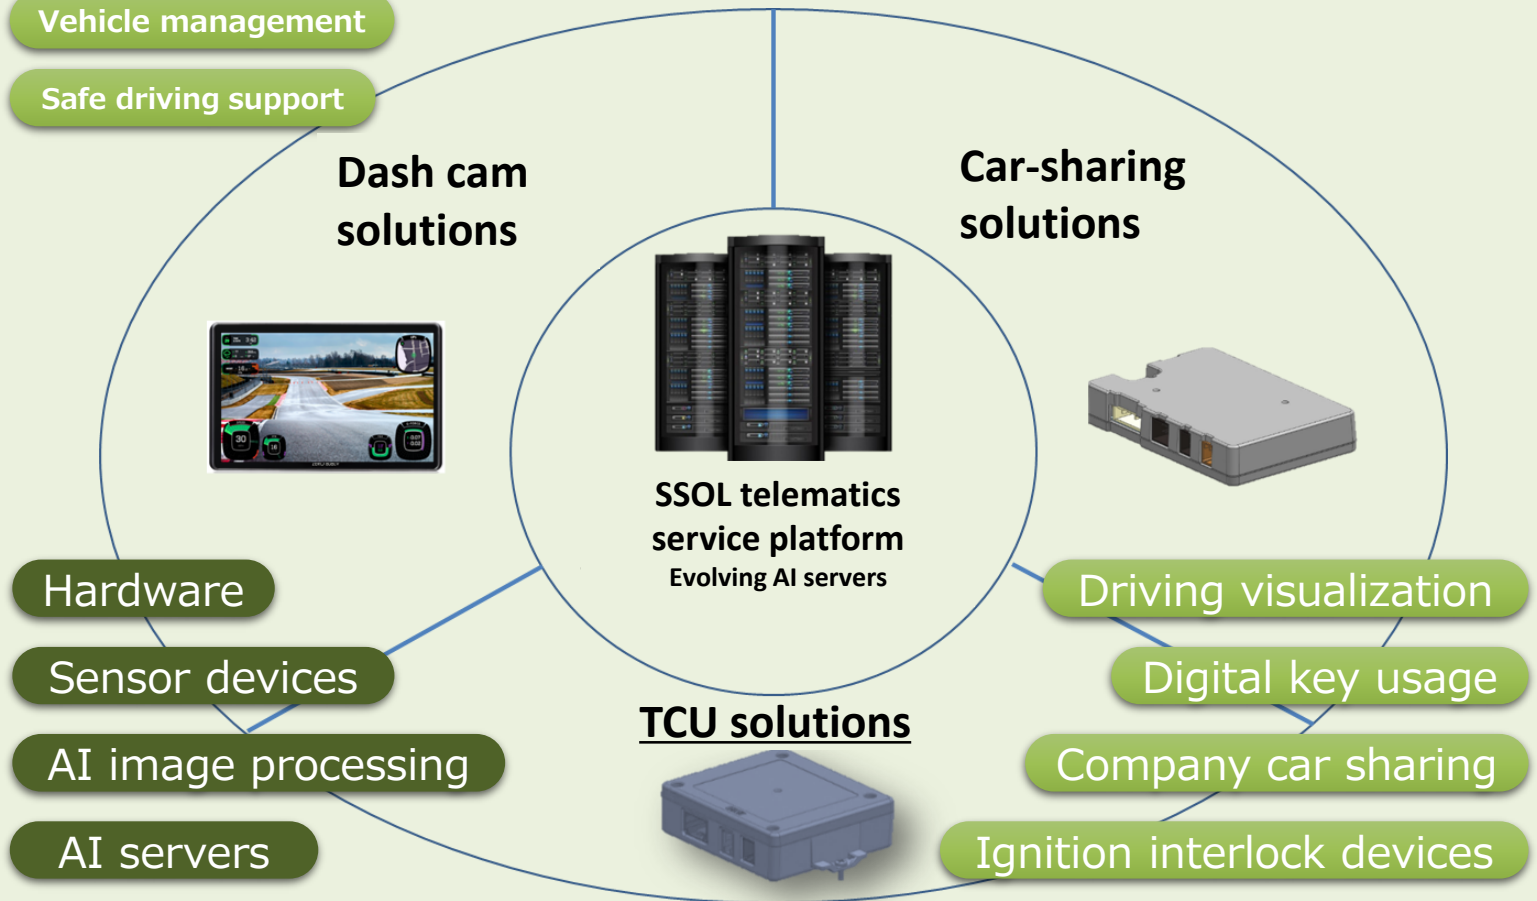 Vehicle management
Safe driving support
Dash cam
solutions
Car-sharing
solutions
30
16
SSOL telematics
service platform
Evolving AI servers
Hardware
Sensor devices
AI image processing
AI servers
TCU solutions
Driving visualization
Digital key usage
Company car sharing
Ignition interlock devices